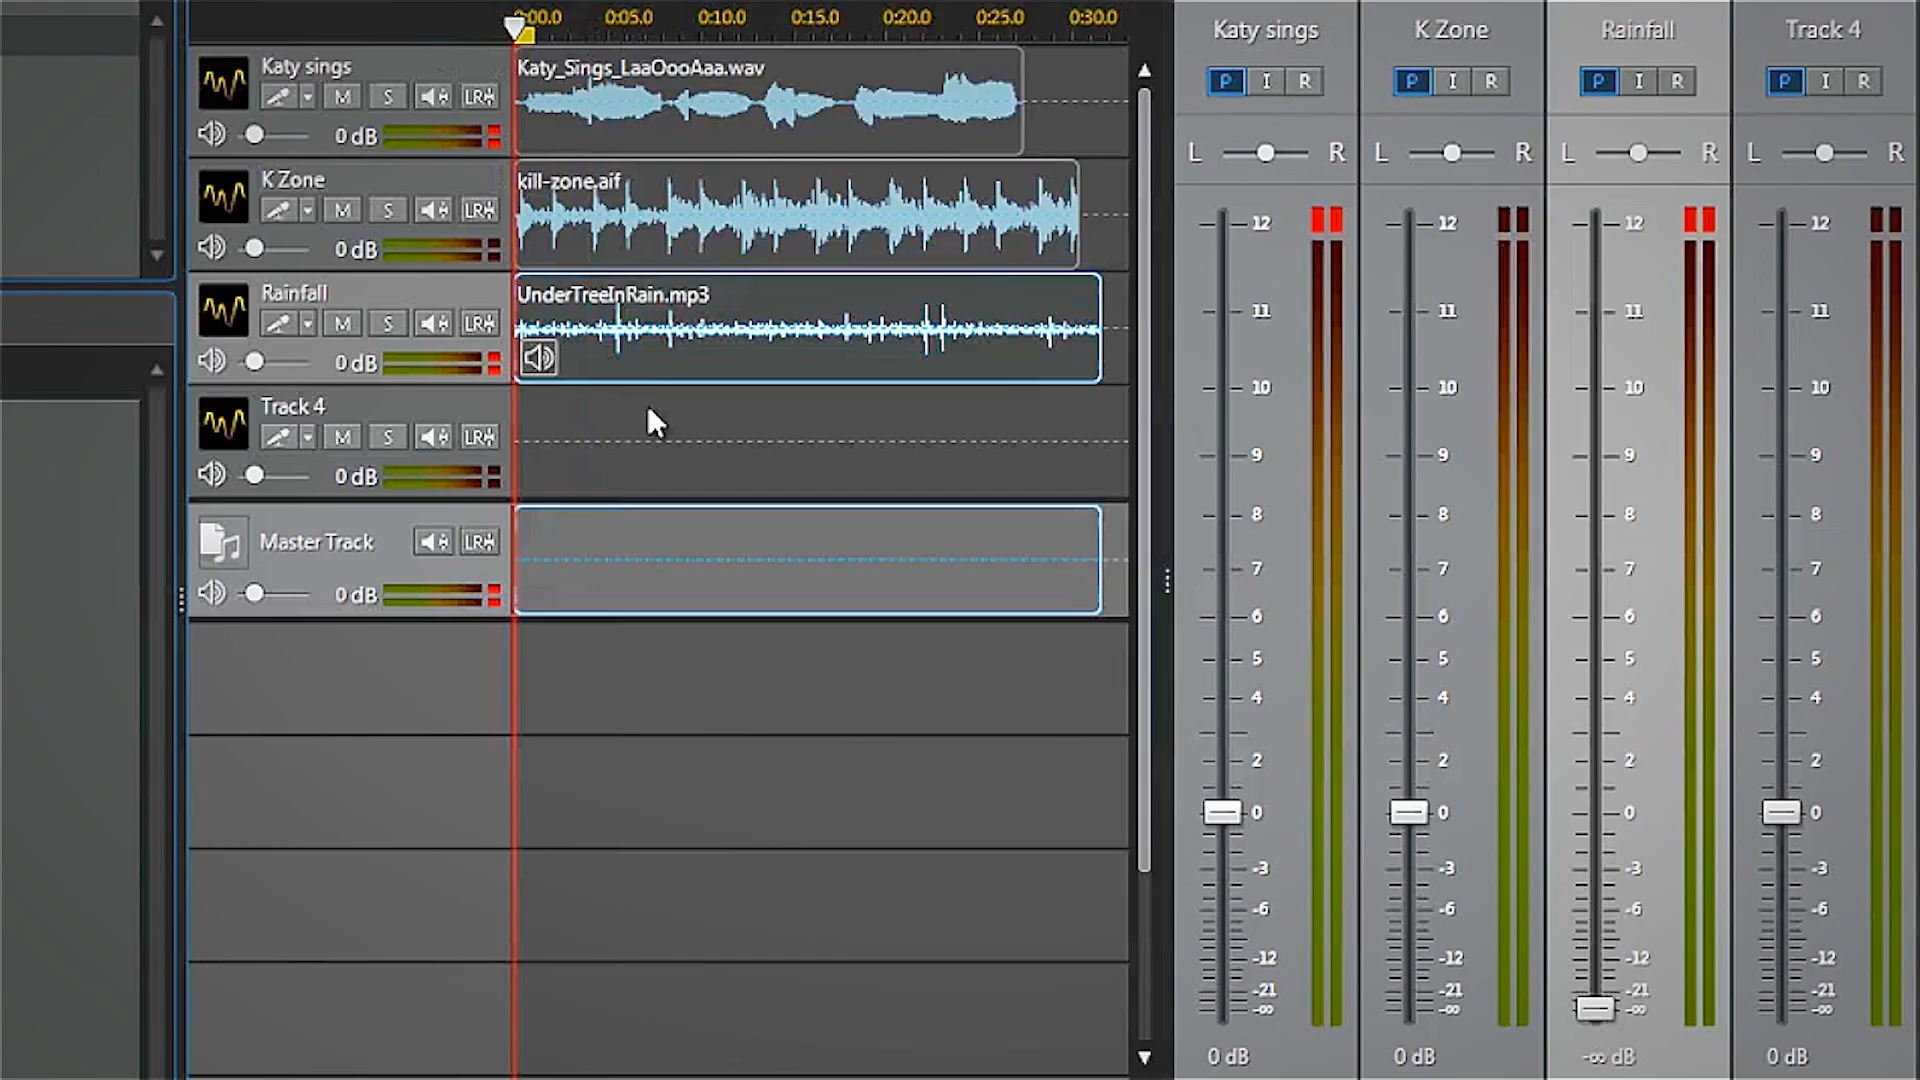 0:00.0 0:05.0 0:10.0 0:15.0 0:20.0 0:25.0 0:30.0
Katy sings
M S LR
0 dB
Katy_Sings_LaaOooAaa.wav
K Zone
M S LR
0 dB
kill-zone.aif
Rainfall
M S LR
0 dB
UnderTreeInRain.mp3
Track 4
M S LR
0 dB
Master Track
LR
0 dB
Katy sings
P I R
L R
12
11
10
9
8
7
6
5
4
2
0
-3
-6
-12
-21
-∞
0 dB
K Zone
P I R
L R
12
11
10
9
8
7
6
5
4
2
0
-3
-6
-12
-21
-∞
0 dB
Rainfall
P I R
L R
12
11
10
9
8
7
6
5
4
2
0
-3
-6
-12
-21
-∞
-∞ dB
Track 4
P I R
L R
12
11
10
9
8
7
6
5
4
2
0
-3
-6
-12
-21
-∞
0 dB